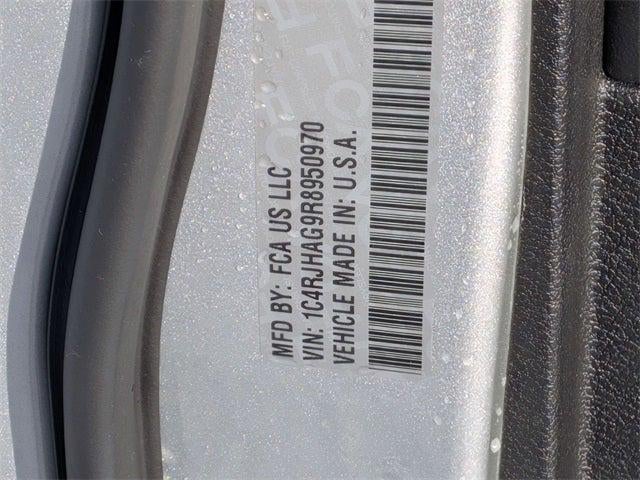 MFD BY: FCA US LLC
VIN: 1C4RJHAG9R8950970
VEHICLE MADE IN: U.S.A.